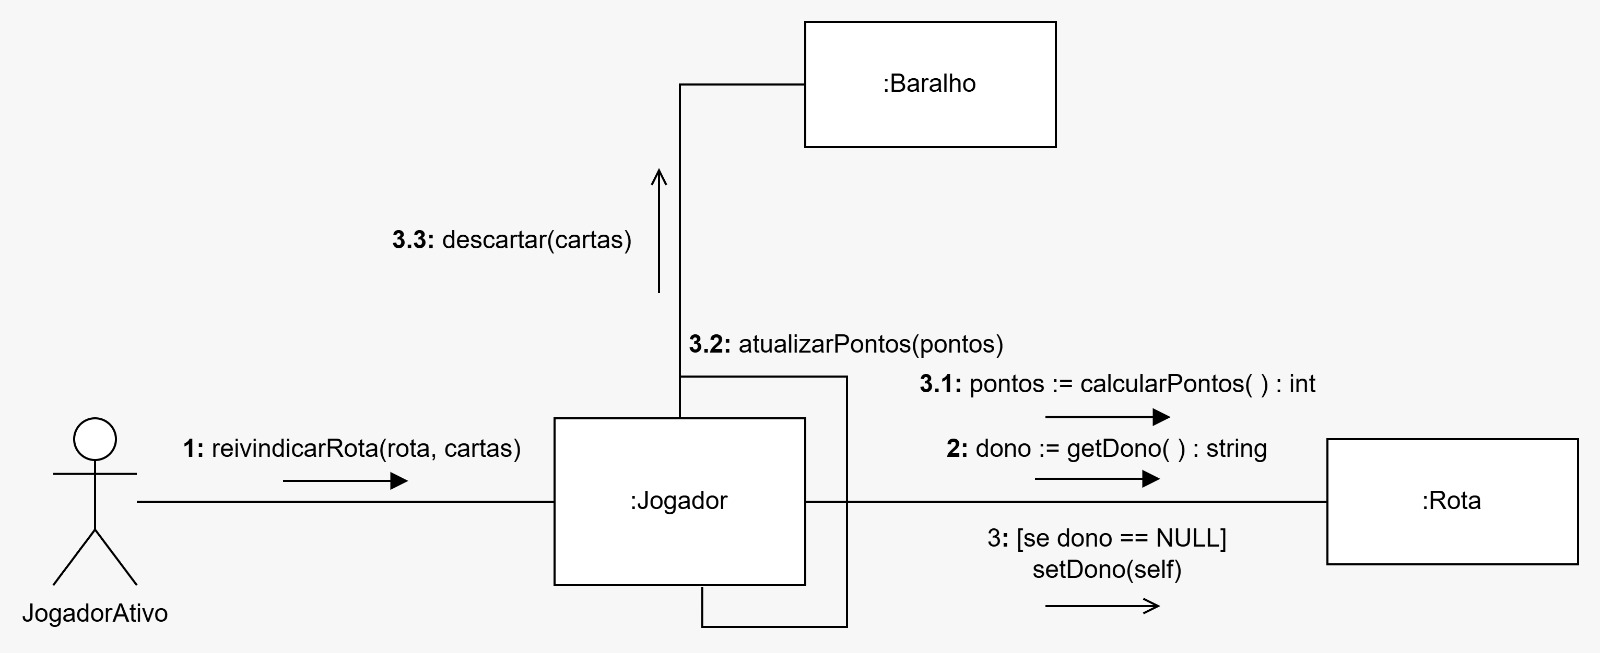 :Baralho
3.3: descartar(cartas)
3.2: atualizarPontos(pontos)
3.1: pontos := calcularPontos( ) : int
1: reivindicarRota(rota, cartas)
2: dono := getDono( ) : string
:Jogador
:Rota
3: [se dono == NULL]
setDono(self)
JogadorAtivo